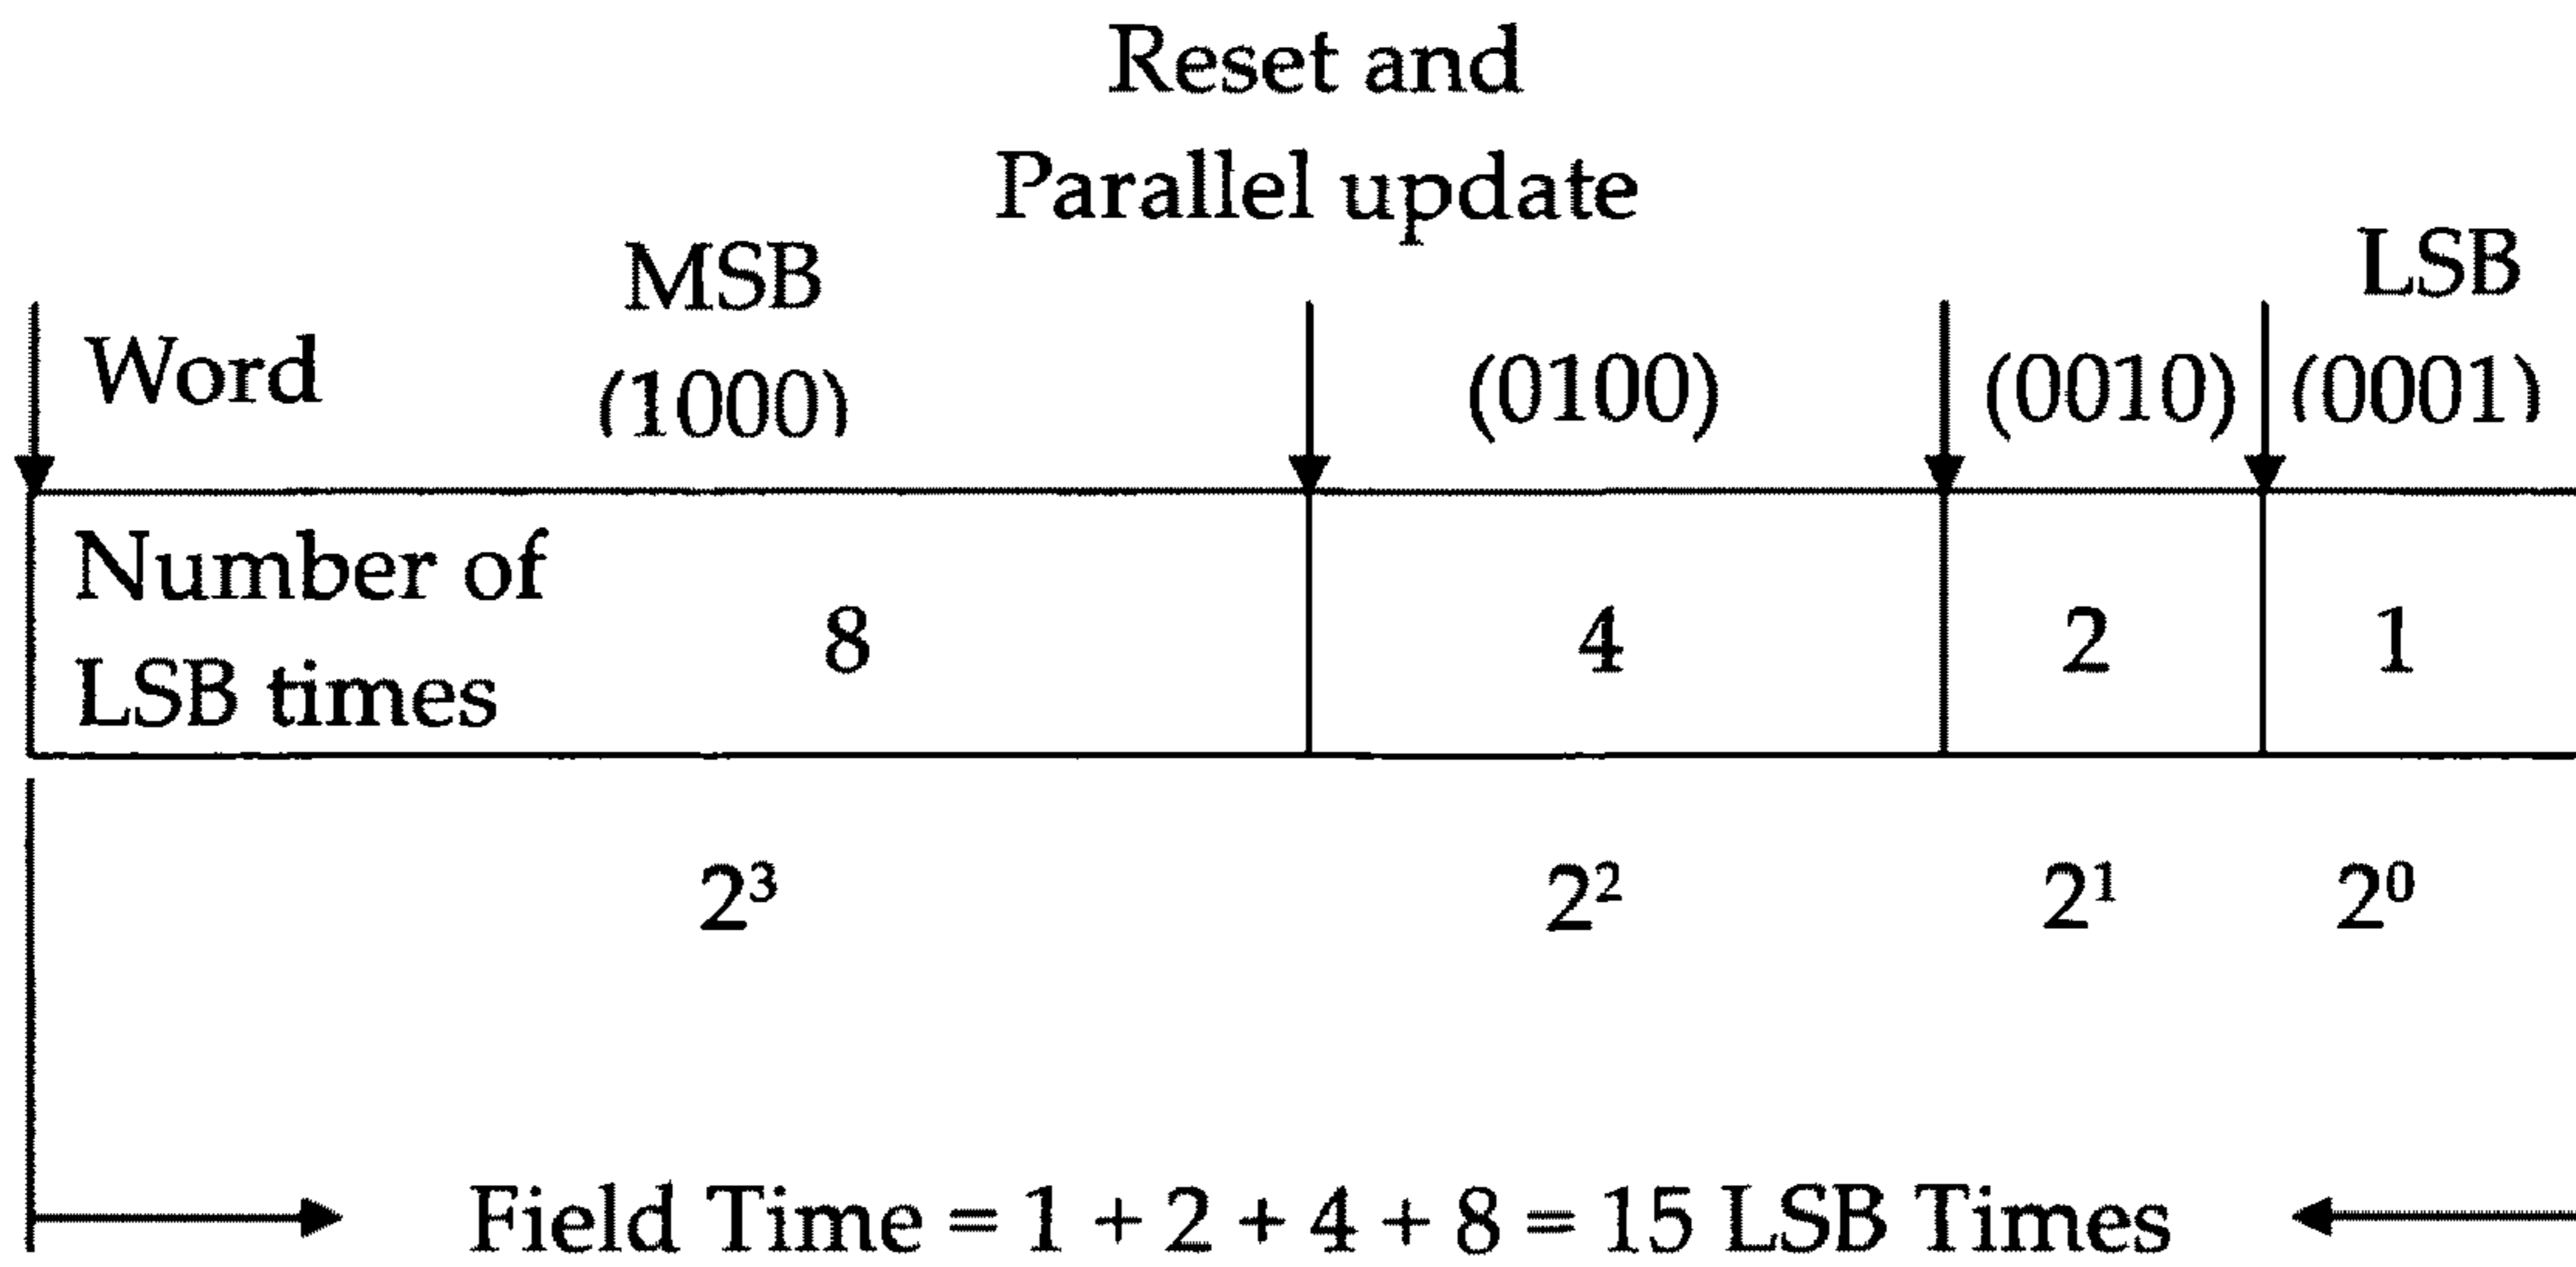 Reset and
Parallel update
MSB
LSB
Word
(1000)
(0100)
(0010)
(0001)
Number of
LSB times
8
4
2
1
2³
2²
2¹
2⁰
Field Time = 1 + 2 + 4 + 8 = 15 LSB Times